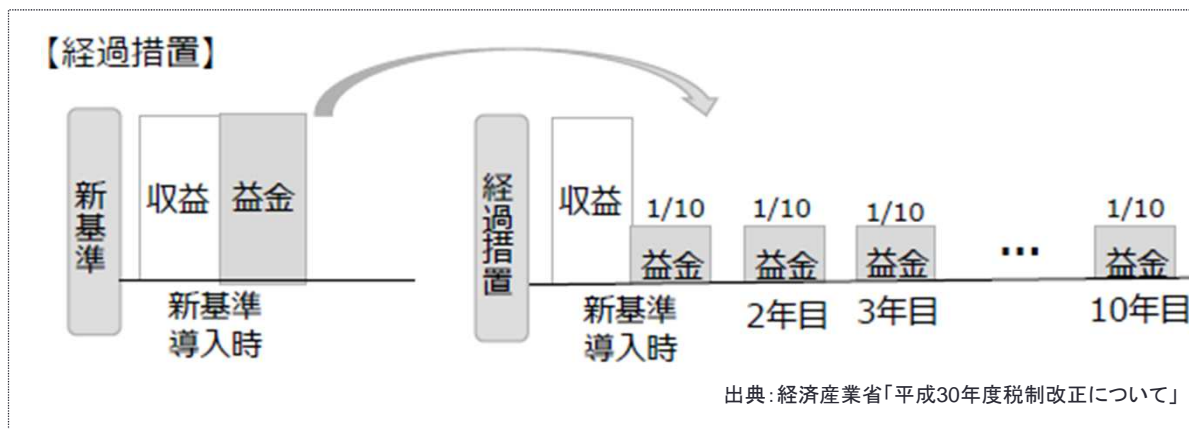 【経過措置】
新基準
収益 益金
新基準
導入時
経過措置
収益
1/10 1/10 1/10 1/10
益金 益金 益金 … 益金
新基準
導入時
2年目 3年目 10年目
出典:経済産業省「平成30年度税制改正について」